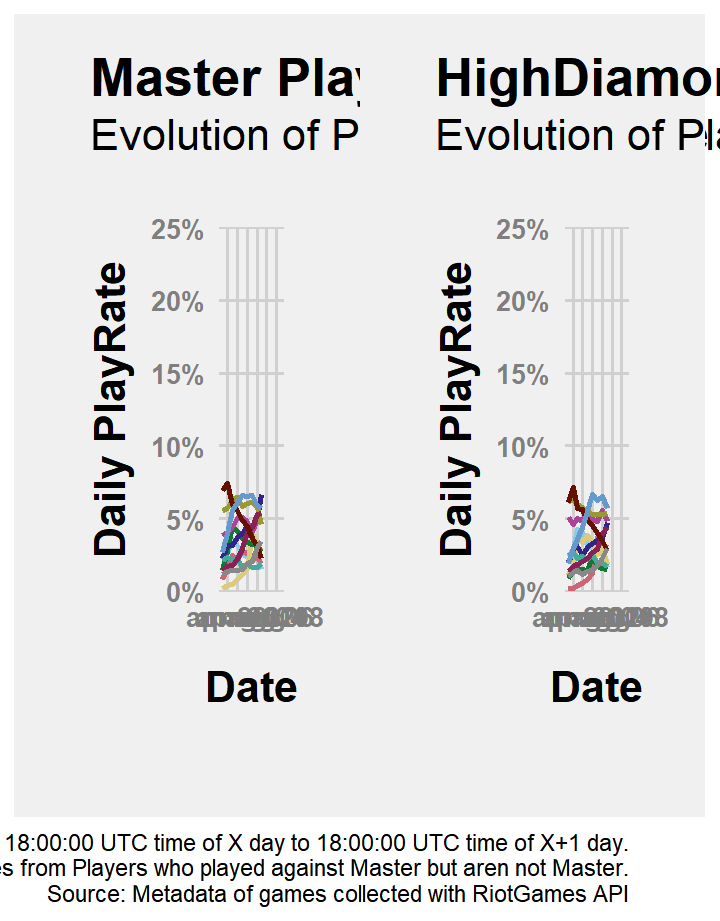 Master Play
Evolution of P
25%
20%
15%
10%
5%
0%
Daily PlayRate
Date
HighDiamon
Evolution of Pla
25%
20%
15%
10%
5%
0%
Daily PlayRate
Date
18:00:00 UTC time of X day to 18:00:00 UTC time of X+1 day.
es from Players who played against Master but aren not Master.
Source: Metadata of games collected with RiotGames API